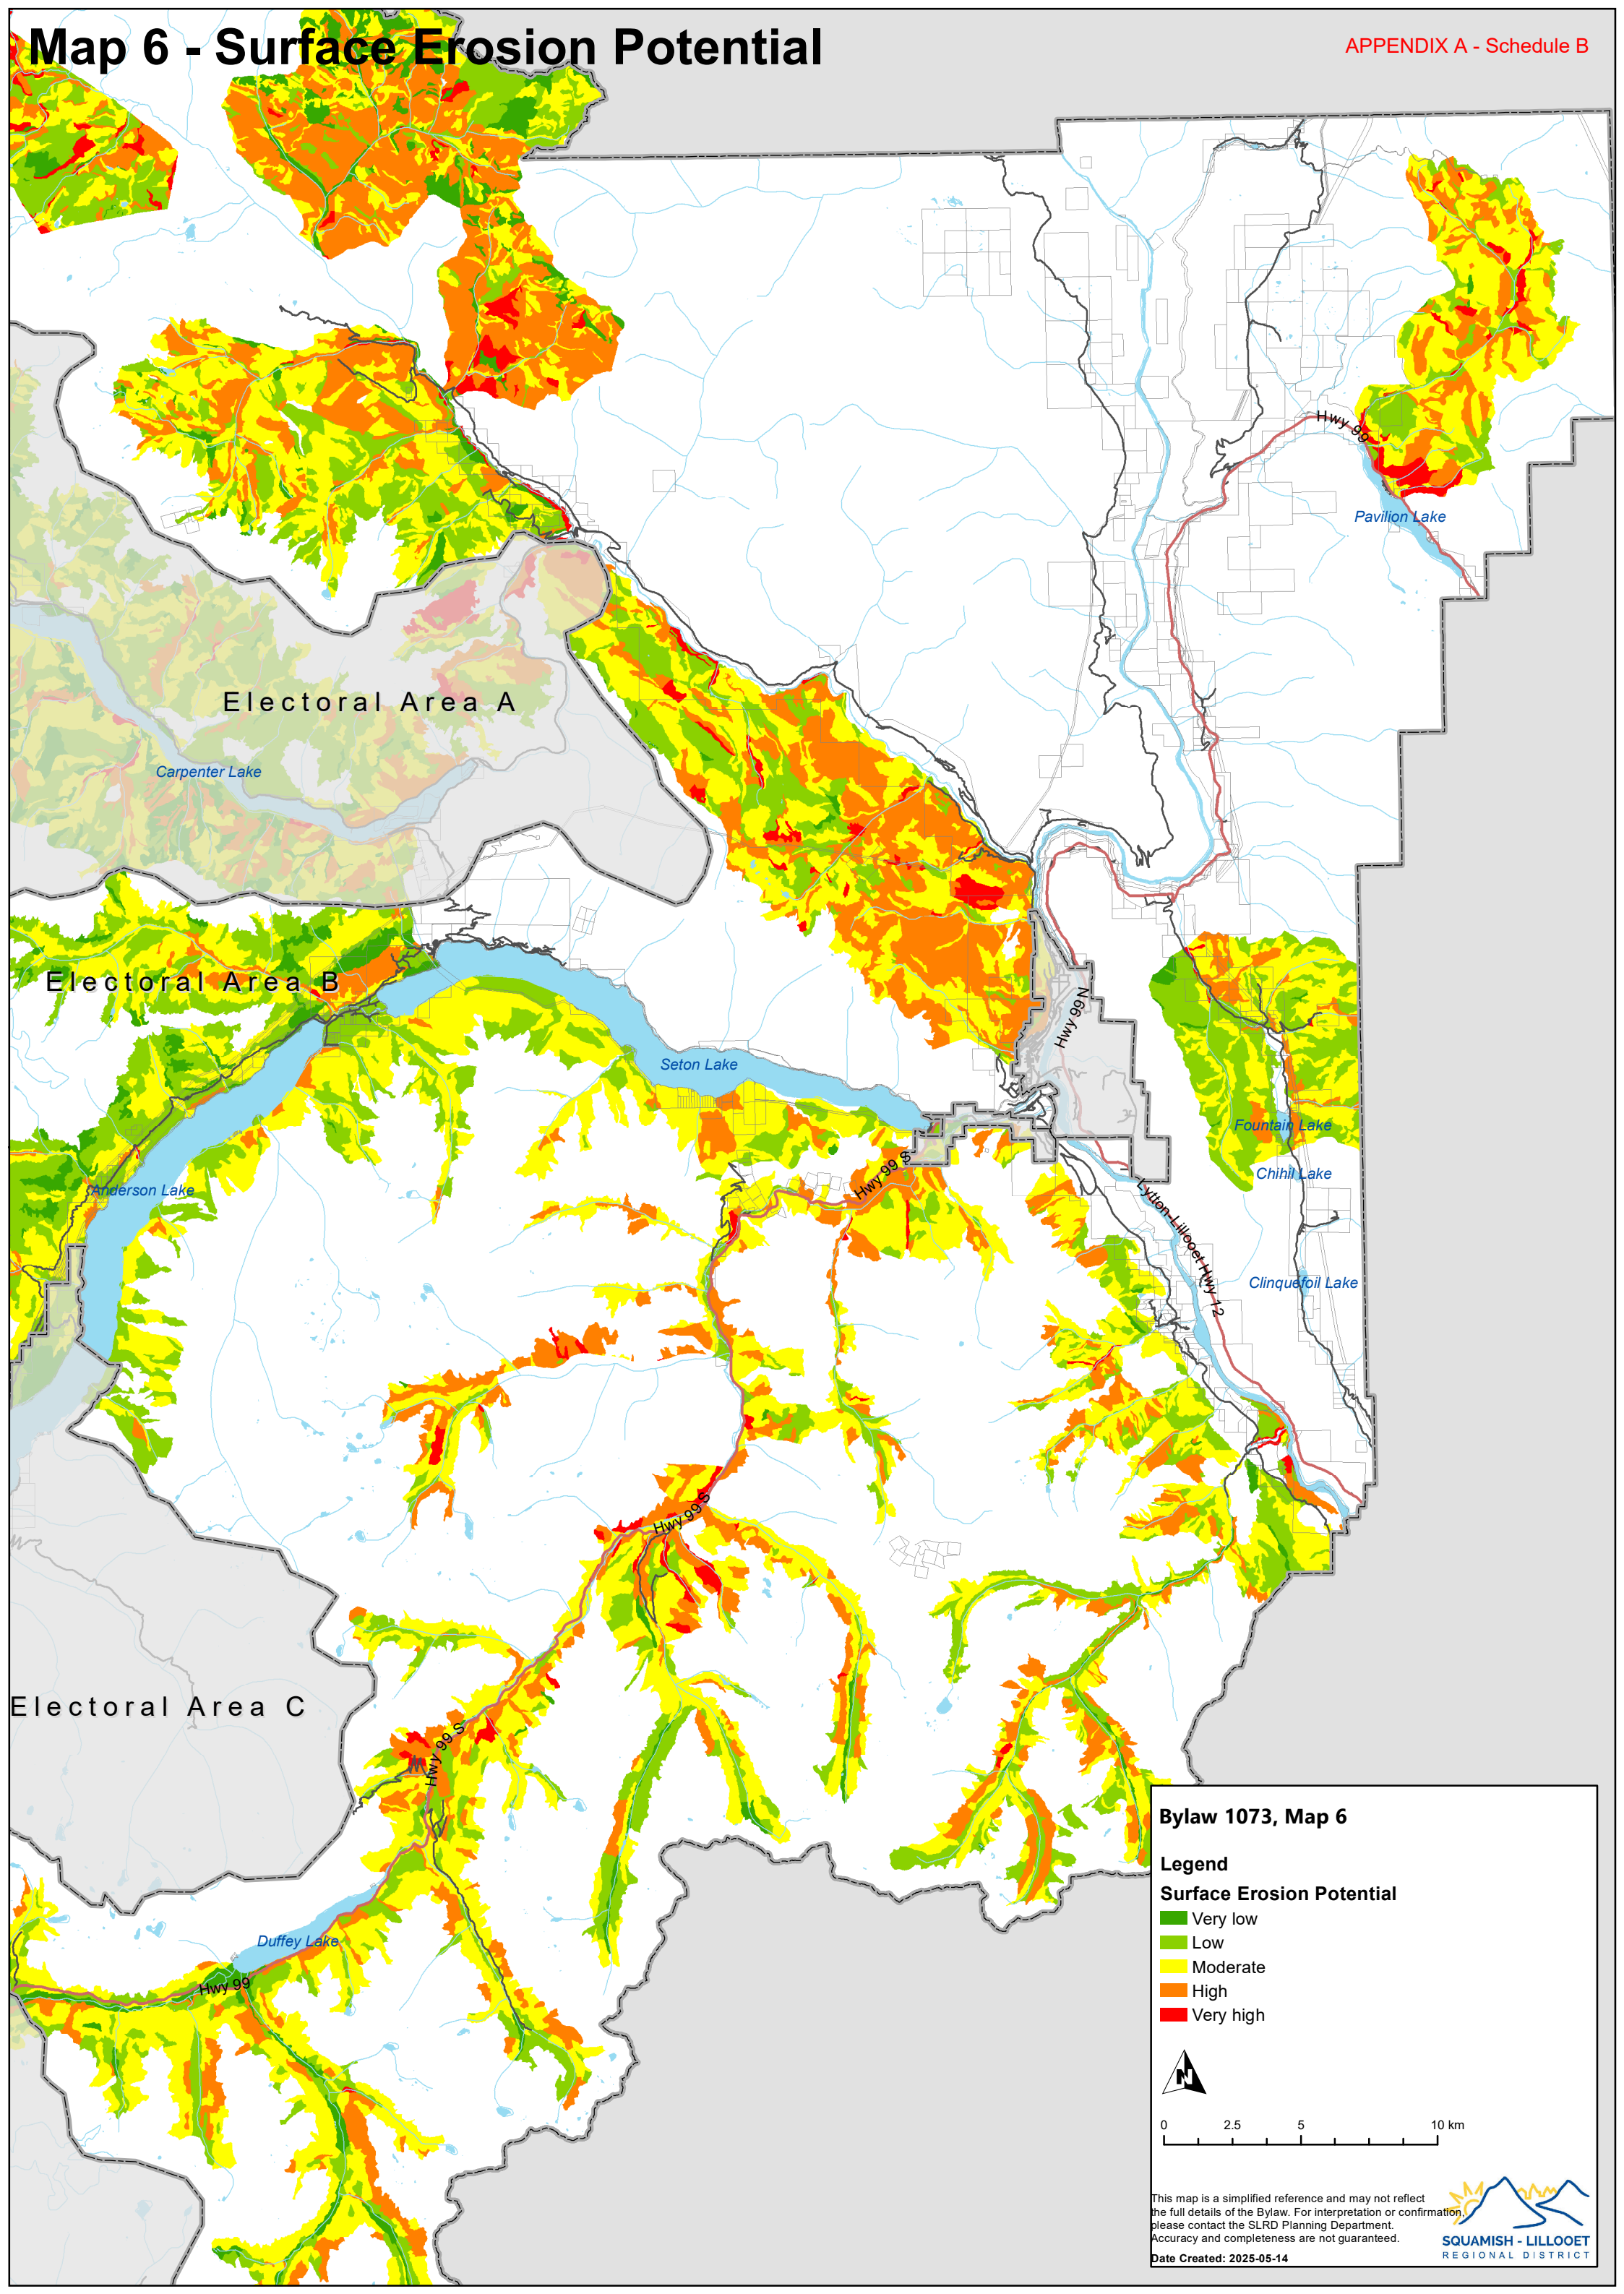 Map 6 - Surface Erosion Potential
APPENDIX A - Schedule B
Hwy 99
Pavilion Lake
Electoral Area A
Carpenter Lake
Electoral Area B
Hwy 99 N
Seton Lake
Fountain Lake
Hwy 99 S
Chihil Lake
Anderson Lake
Lytton-Lillooet Hwy 12
Clinquefoil Lake
Hwy 99 S
Electoral Area C
Hwy 99 S
Duffey Lake
Hwy 99
Bylaw 1073, Map 6
Legend
Surface Erosion Potential
Very low
Low
Moderate
High
Very high
N
0 2.5 5 10 km
This map is a simplified reference and may not reflect
the full details of the Bylaw. For interpretation or confirmation,
please contact the SLRD Planning Department.
Accuracy and completeness are not guaranteed.
Date Created: 2025-05-14
SQUAMISH - LILLOOET
REGIONAL DISTRICT